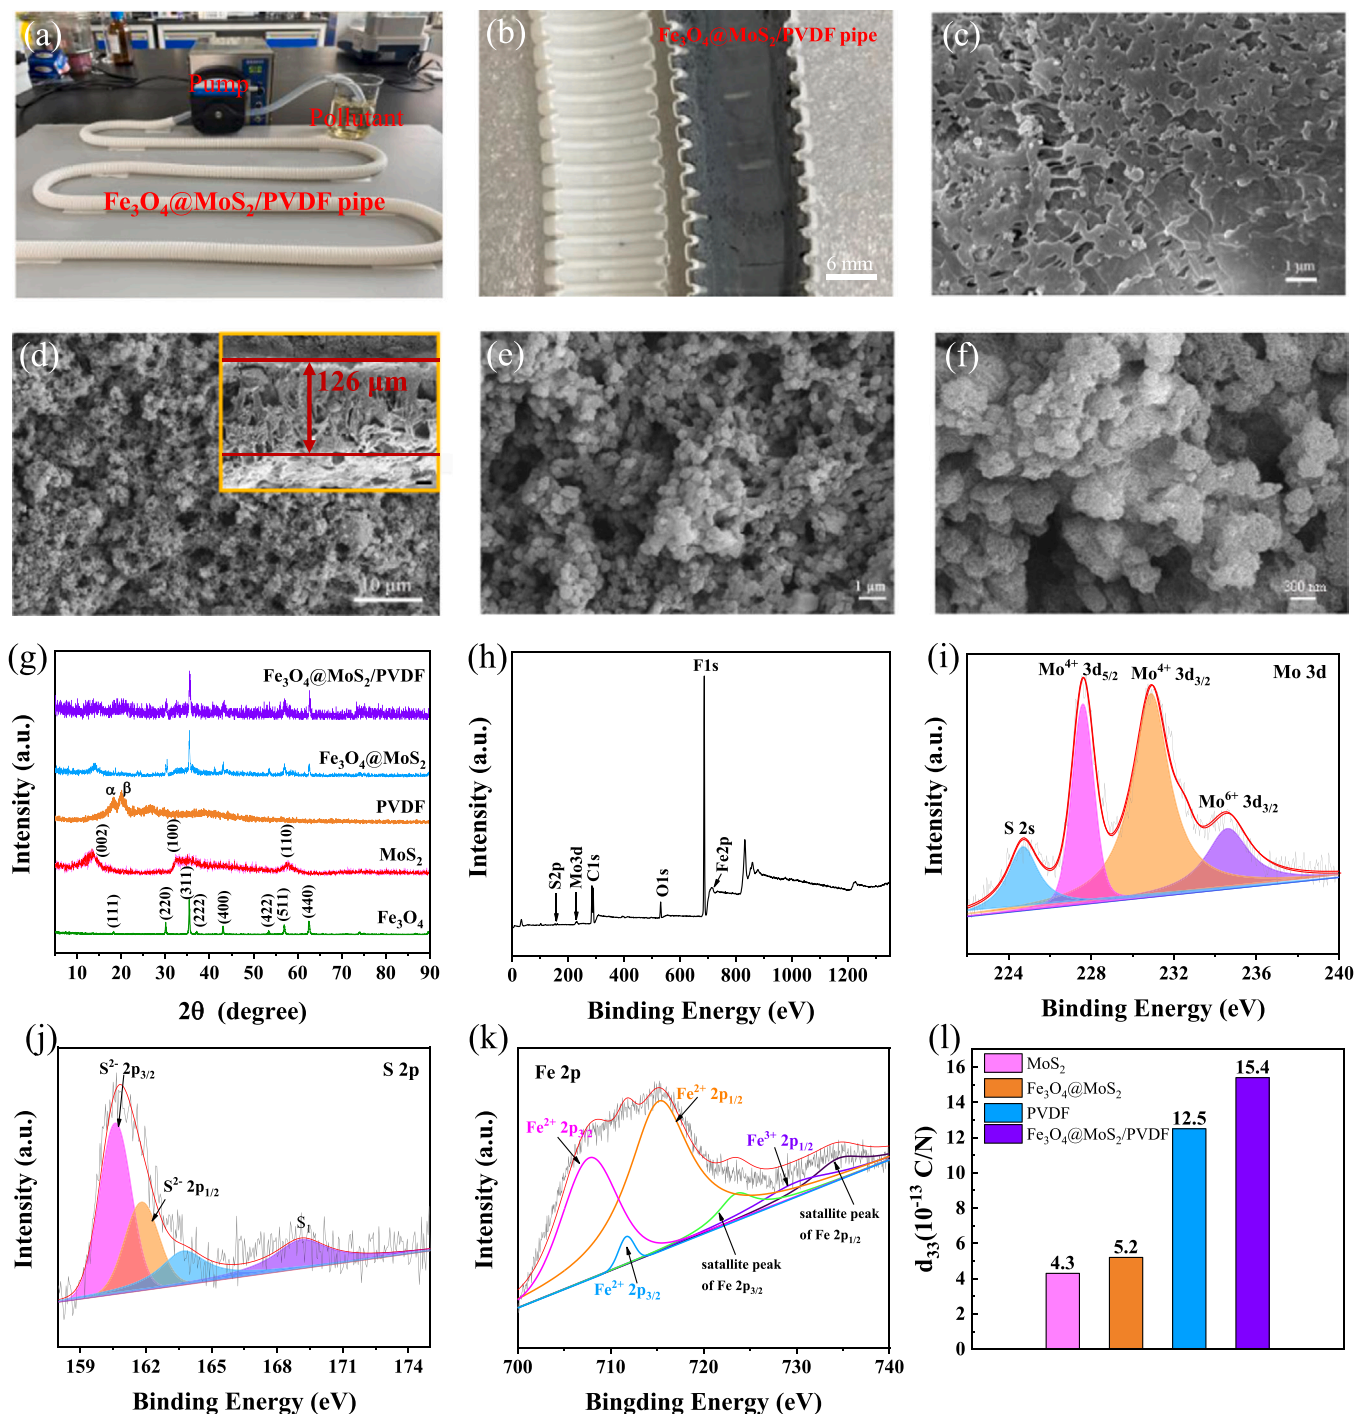 (a)
Pump
Pollutant
Fe₃O₄@MoS₂/PVDF pipe
(b)
Fe₃O₄@MoS₂/PVDF pipe
6 mm
(c)
1 μm
(d)
126 μm
10 μm
(e)
1 μm
(f)
300 nm
(g)
Intensity (a.u.)
Fe₃O₄@MoS₂/PVDF
Fe₃O₄@MoS₂
PVDF
α β
MoS₂
(002) (100) (110)
Fe₃O₄
(111) (220) (311) (222) (400) (422) (511) (440)
10 20 30 40 50 60 70 80 90
2θ (degree)
(h)
Intensity (a.u.)
F1s
S2p
Mo3d
C1s
O1s
Fe2p
0 200 400 600 800 1000 1200
Binding Energy (eV)
(i)
Intensity (a.u.)
Mo⁴⁺ 3d₅/₂
Mo⁴⁺ 3d₃/₂
Mo 3d
Mo⁶⁺ 3d₃/₂
S 2s
224 228 232 236 240
Binding Energy (eV)
(j)
Intensity (a.u.)
S²⁻ 2p₃/₂
S 2p
S²⁻ 2p₁/₂
S₁
159 162 165 168 171 174
Binding Energy (eV)
(k)
Intensity (a.u.)
Fe 2p
Fe²⁺ 2p₁/₂
Fe²⁺ 2p₃/₂
Fe³⁺ 2p₁/₂
Fe²⁺ 2p₃/₂
satallite peak
of Fe 2p₃/₂
satallite peak
of Fe 2p₁/₂
700 710 720 730 740
Bingding Energy (eV)
(l)
d₃₃(10⁻¹³ C/N)
MoS₂
Fe₃O₄@MoS₂
PVDF
Fe₃O₄@MoS₂/PVDF
4.3
5.2
12.5
15.4
16
14
12
10
8
6
4
2
0